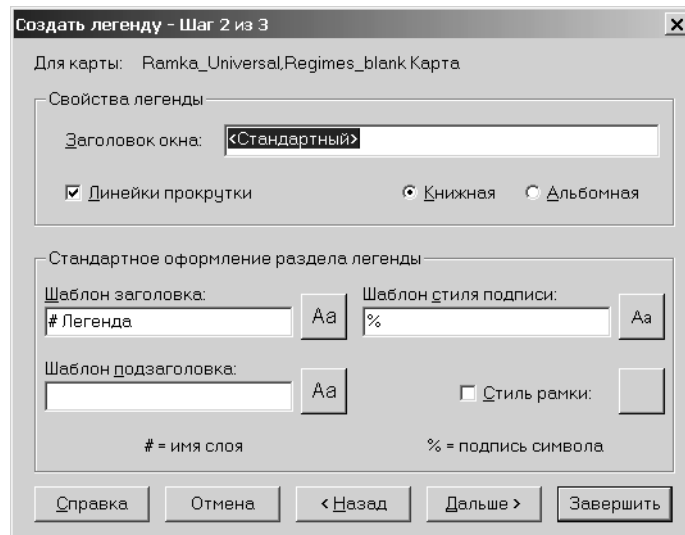 Создать легенду - Шаг 2 из 3
Для карты: Ramka_Universal,Regimes_blank Карта
Свойства легенды
Заголовок окна: <Стандартный>
Линейки прокрутки Книжная Альбомная
Стандартное оформление раздела легенды
Шаблон заголовка: Шаблон стиля подписи:
# Легенда Aa % Aa
Шаблон подзаголовка:
Aa Стиль рамки:
# = имя слоя % = подпись символа
Справка Отмена < Назад Дальше > Завершить